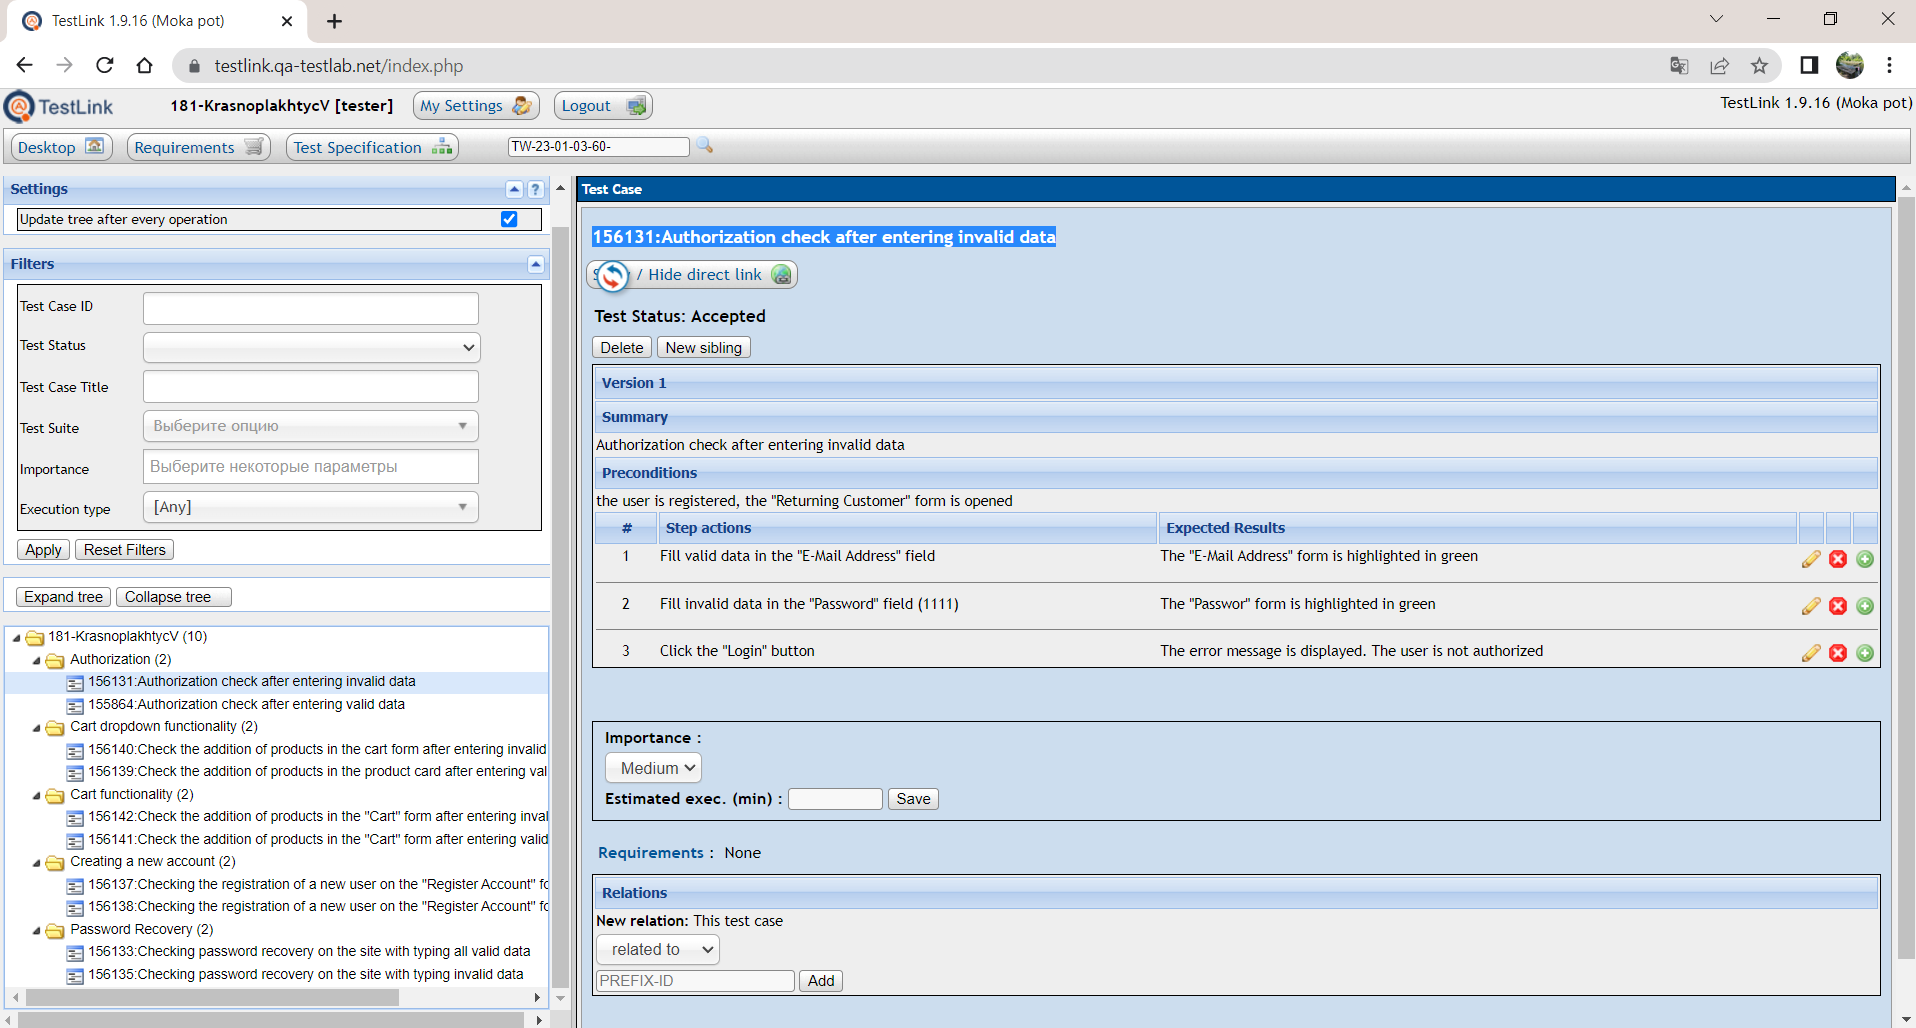 TestLink 1.9.16 (Moka pot)
testlink.qa-testlab.net/index.php
TestLink
181-KrasnoplakhtycV [tester]
My Settings
Logout
TestLink 1.9.16 (Moka pot)
Desktop
Requirements
Test Specification
TW-23-01-03-60-
Settings
?
Update tree after every operation
Filters
Test Case ID
Test Status
Test Case Title
Test Suite
Выберите опцию
Importance
Выберите некоторые параметры
Execution type
[Any]
Apply
Reset Filters
Expand tree
Collapse tree
181-KrasnoplakhtycV (10)
Authorization (2)
156131:Authorization check after entering invalid data
155864:Authorization check after entering valid data
Cart dropdown functionality (2)
156140:Check the addition of products in the cart form after entering invalid
156139:Check the addition of products in the product card after entering val
Cart functionality (2)
156142:Check the addition of products in the "Cart" form after entering inval
156141:Check the addition of products in the "Cart" form after entering valid
Creating a new account (2)
156137:Checking the registration of a new user on the "Register Account" fo
156138:Checking the registration of a new user on the "Register Account" fo
Password Recovery (2)
156133:Checking password recovery on the site with typing all valid data
156135:Checking password recovery on the site with typing invalid data
Test Case
156131:Authorization check after entering invalid data
/ Hide direct link
Test Status: Accepted
Delete
New sibling
Version 1
Summary
Authorization check after entering invalid data
Preconditions
the user is registered, the "Returning Customer" form is opened
# Step actions Expected Results
1 Fill valid data in the "E-Mail Address" field The "E-Mail Address" form is highlighted in green
2 Fill invalid data in the "Password" field (1111) The "Passwor" form is highlighted in green
3 Click the "Login" button The error message is displayed. The user is not authorized
Importance :
Medium
Estimated exec. (min) :
Save
Requirements : None
Relations
New relation: This test case
related to
PREFIX-ID
Add